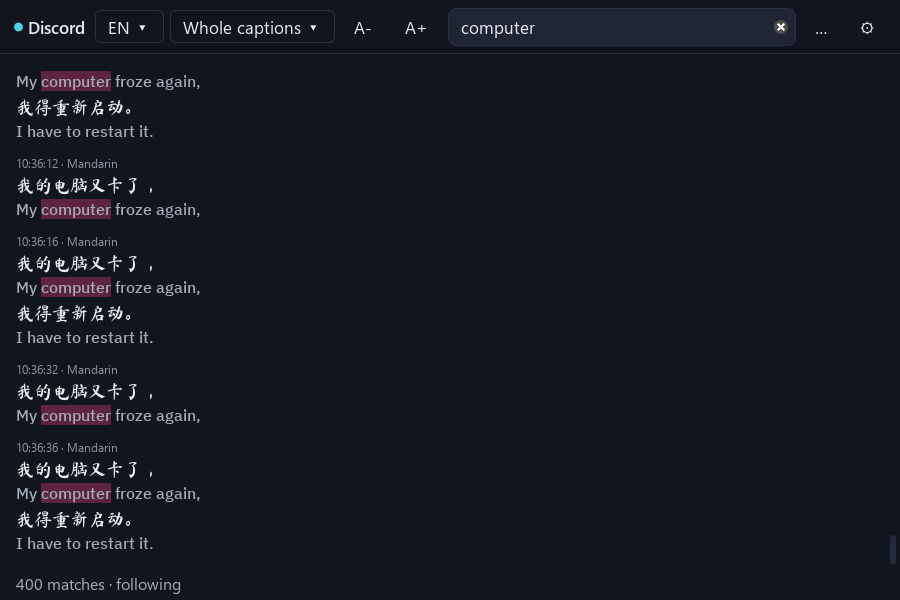 Discord EN ▾ Whole captions ▾ A- A+ computer ...
My computer froze again,
我得重新启动。
I have to restart it.
10:36:12 · Mandarin
我的电脑又卡了，
My computer froze again,
10:36:16 · Mandarin
我的电脑又卡了，
My computer froze again,
我得重新启动。
I have to restart it.
10:36:32 · Mandarin
我的电脑又卡了，
My computer froze again,
10:36:36 · Mandarin
我的电脑又卡了，
My computer froze again,
我得重新启动。
I have to restart it.
400 matches · following